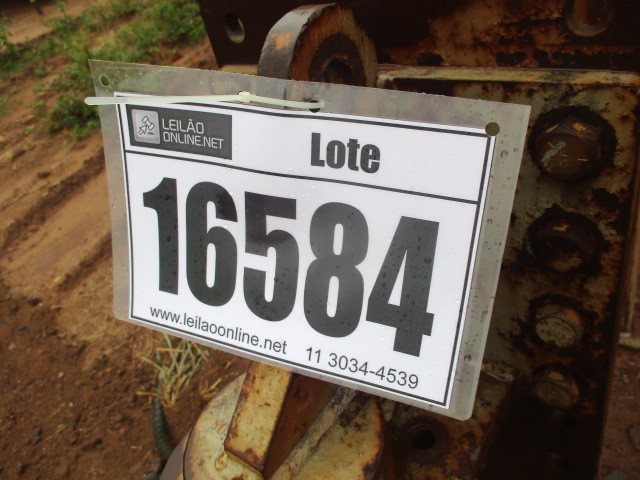 LEILÃO
ONLINE.NET
Lote
16584
www.leilaoonline.net 11 3034-4539